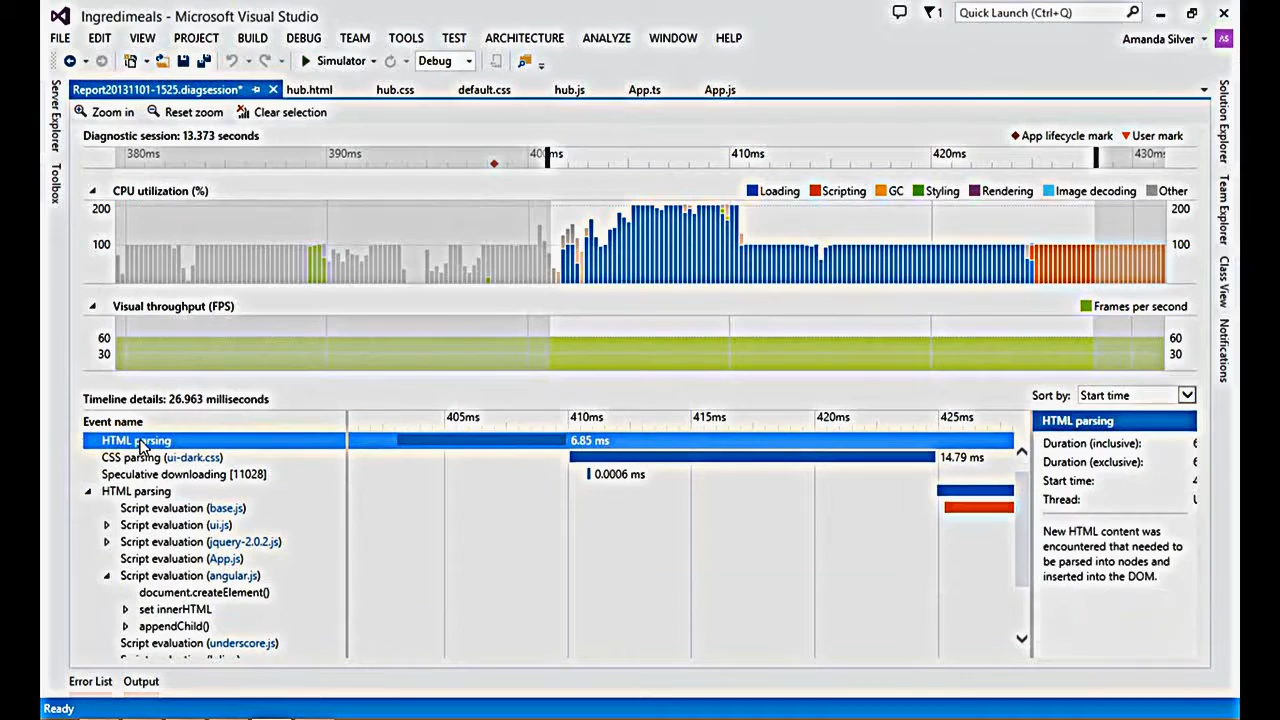 Ingredimeals - Microsoft Visual Studio
1
Quick Launch (Ctrl+Q)
FILE EDIT VIEW PROJECT BUILD DEBUG TEAM TOOLS TEST ARCHITECTURE ANALYZE WINDOW HELP
Amanda Silver AS
Simulator Debug
Server Explorer
Toolbox
Report20131101-1525.diagsession* hub.html hub.css default.css hub.js App.ts App.js
Zoom in Reset zoom Clear selection
Diagnostic session: 13.373 seconds
App lifecycle mark User mark
380ms 390ms 400ms 410ms 420ms 430ms
CPU utilization (%)
Loading Scripting GC Styling Rendering Image decoding Other
200 200
100 100
Visual throughput (FPS)
Frames per second
60 60
30 30
Timeline details: 26.963 milliseconds
Sort by: Start time
Event name
405ms 410ms 415ms 420ms 425ms
HTML parsing 6.85 ms
CSS parsing (ui-dark.css) 14.79 ms
Speculative downloading [11028] 0.0006 ms
HTML parsing
Script evaluation (base.js)
Script evaluation (ui.js)
Script evaluation (jquery-2.0.2.js)
Script evaluation (App.js)
Script evaluation (angular.js)
document.createElement()
set innerHTML
appendChild()
Script evaluation (underscore.js)
HTML parsing
Duration (inclusive): 6
Duration (exclusive): 6
Start time: 4
Thread: U
New HTML content was
encountered that needed to
be parsed into nodes and
inserted into the DOM.
Solution Explorer
Team Explorer
Class View
Notifications
Error List Output
Ready